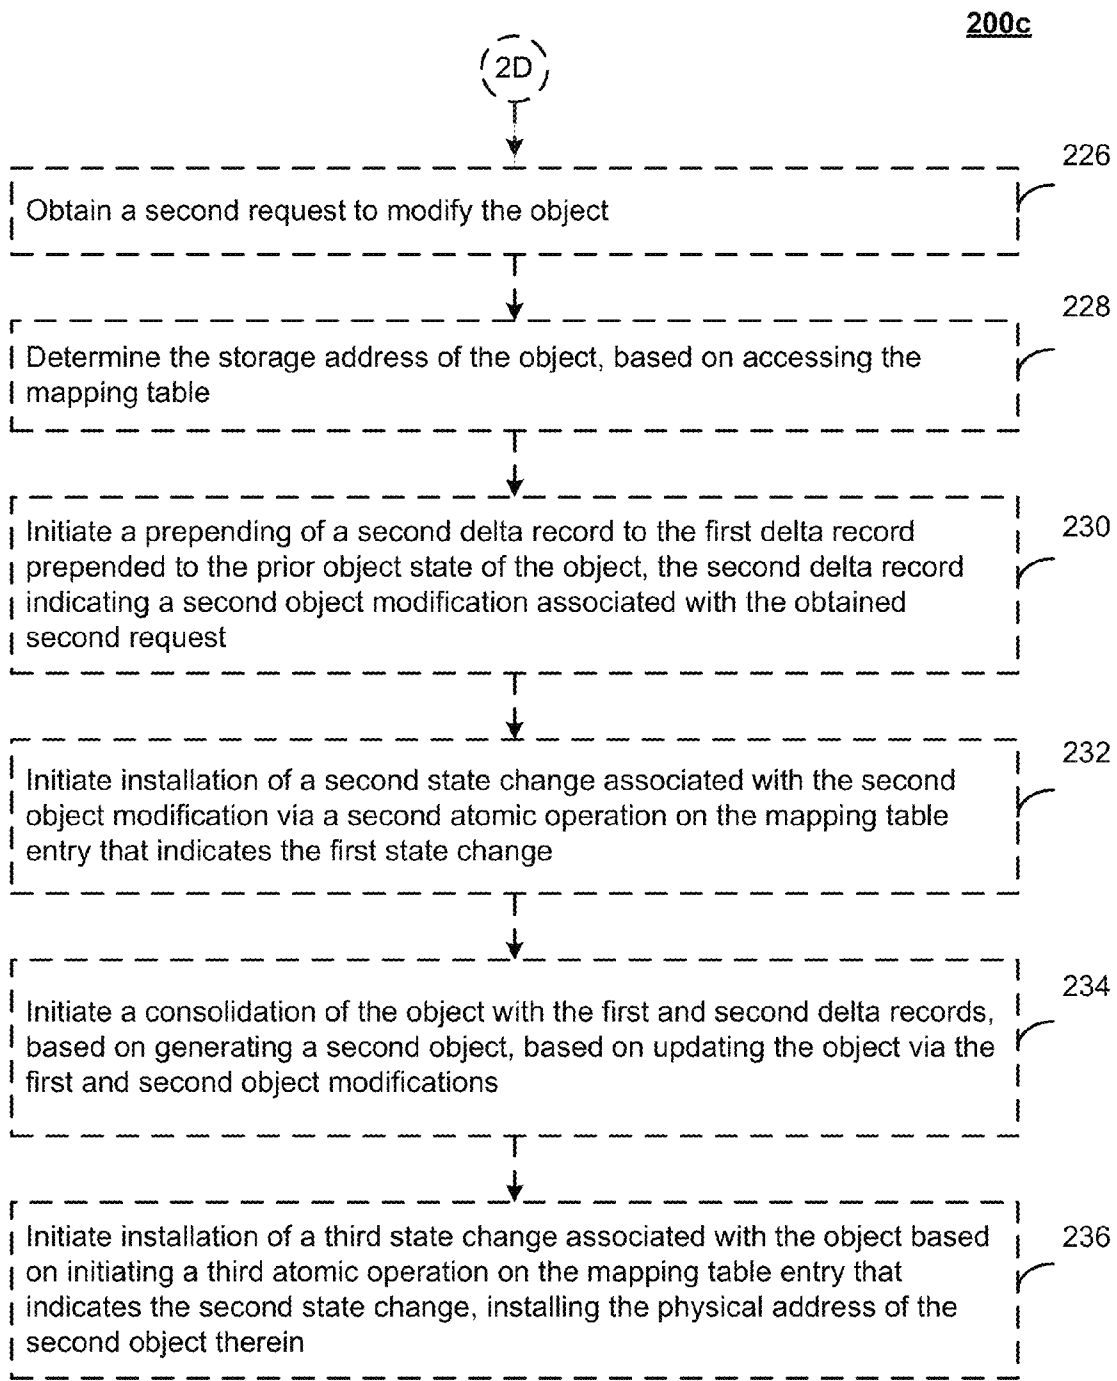 200c
2D
226
Obtain a second request to modify the object
228
Determine the storage address of the object, based on accessing the
mapping table
230
Initiate a prepending of a second delta record to the first delta record
prepended to the prior object state of the object, the second delta record
indicating a second object modification associated with the obtained
second request
232
Initiate installation of a second state change associated with the second
object modification via a second atomic operation on the mapping table
entry that indicates the first state change
234
Initiate a consolidation of the object with the first and second delta records,
based on generating a second object, based on updating the object via the
first and second object modifications
236
Initiate installation of a third state change associated with the object based
on initiating a third atomic operation on the mapping table entry that
indicates the second state change, installing the physical address of the
second object therein